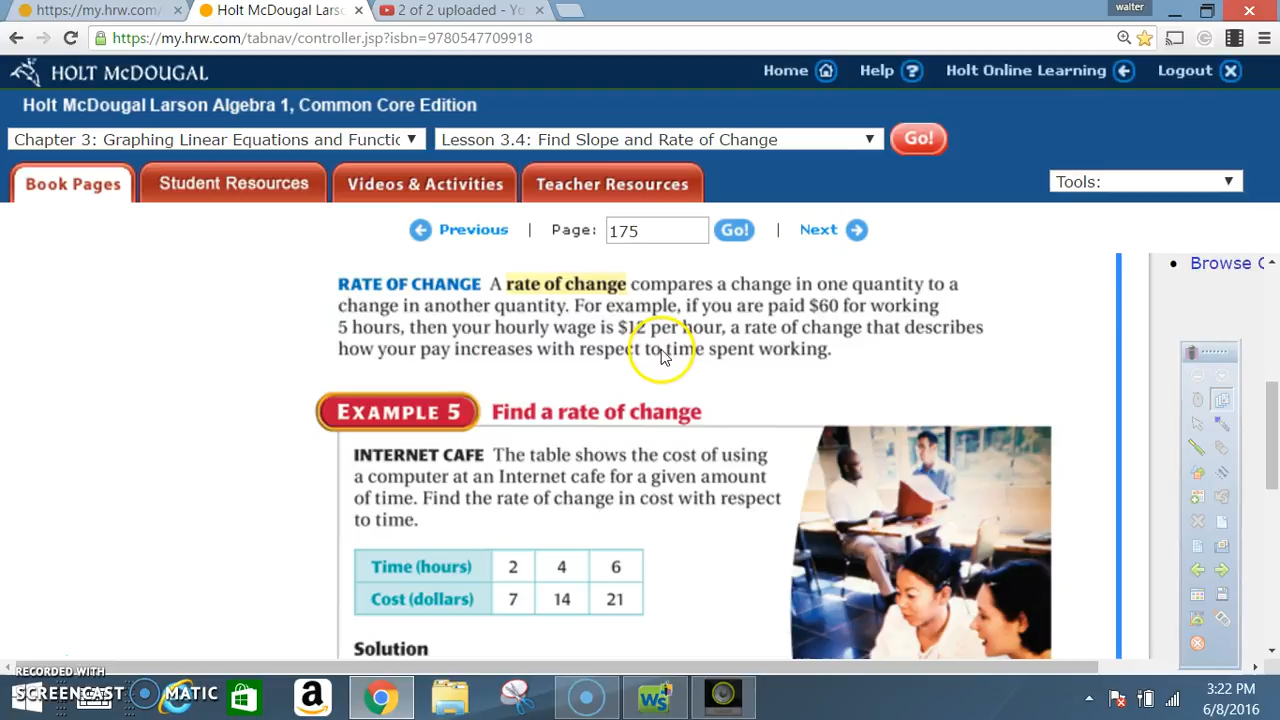 https://my.hrw.com/tabnav/
Holt McDougal Lars
2 of 2 uploaded - Yo
walter
https://my.hrw.com/tabnav/controller.jsp?isbn=9780547709918
HOLT MCDOUGAL
Home
Help
Holt Online Learning
Logout
Holt McDougal Larson Algebra 1, Common Core Edition
Chapter 3: Graphing Linear Equations and Functic
Lesson 3.4: Find Slope and Rate of Change
Go!
Book Pages
Student Resources
Videos & Activities
Teacher Resources
Tools:
Previous | Page: 175 Go! | Next
Browse C
RATE OF CHANGE A rate of change compares a change in one quantity to a
change in another quantity. For example, if you are paid $60 for working
5 hours, then your hourly wage is $12 per hour, a rate of change that describes
how your pay increases with respect to time spent working.
EXAMPLE 5 Find a rate of change
INTERNET CAFE The table shows the cost of using
a computer at an Internet cafe for a given amount
of time. Find the rate of change in cost with respect
to time.
Time (hours) 2 4 6
Cost (dollars) 7 14 21
Solution
RECORDED WITH
SCREENCAST MATIC
3:22 PM
6/8/2016